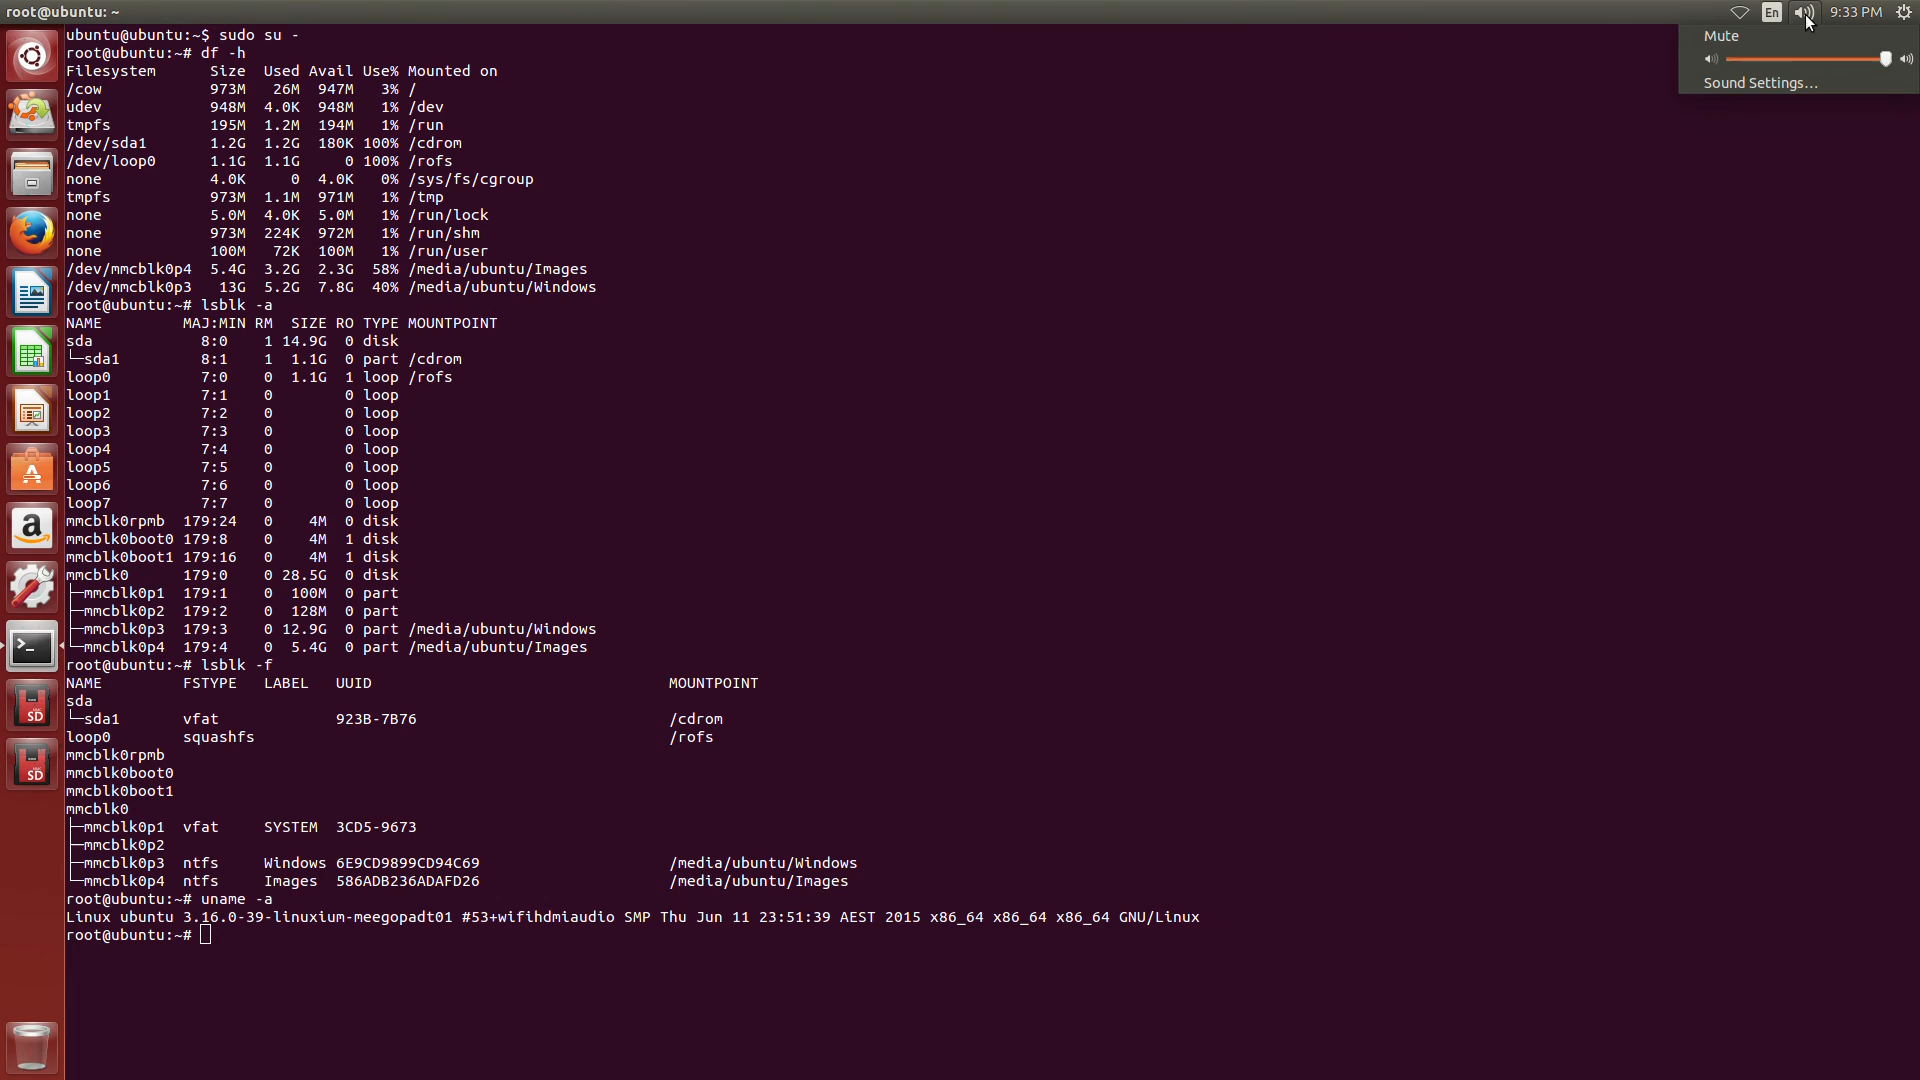 root@ubuntu: ~
En
9:33 PM
Mute
Sound Settings...
ubuntu@ubuntu:~$ sudo su -
root@ubuntu:~# df -h
Filesystem      Size  Used Avail Use% Mounted on
/cow            973M   26M  947M   3% /
udev            948M  4.0K  948M   1% /dev
tmpfs           195M  1.2M  194M   1% /run
/dev/sda1       1.2G  1.2G  180K 100% /cdrom
/dev/loop0      1.1G  1.1G     0 100% /rofs
none            4.0K     0  4.0K   0% /sys/fs/cgroup
tmpfs           973M  1.1M  971M   1% /tmp
none            5.0M  4.0K  5.0M   1% /run/lock
none            973M  224K  972M   1% /run/shm
none            100M   72K  100M   1% /run/user
/dev/mmcblk0p4  5.4G  3.2G  2.3G  58% /media/ubuntu/Images
/dev/mmcblk0p3   13G  5.2G  7.8G  40% /media/ubuntu/Windows
root@ubuntu:~# lsblk -a
NAME         MAJ:MIN RM  SIZE RO TYPE MOUNTPOINT
sda            8:0    1 14.9G  0 disk
└─sda1         8:1    1  1.1G  0 part /cdrom
loop0          7:0    0  1.1G  1 loop /rofs
loop1          7:1    0        0 loop
loop2          7:2    0        0 loop
loop3          7:3    0        0 loop
loop4          7:4    0        0 loop
loop5          7:5    0        0 loop
loop6          7:6    0        0 loop
loop7          7:7    0        0 loop
mmcblk0rpmb  179:24   0    4M  0 disk
mmcblk0boot0 179:8    0    4M  1 disk
mmcblk0boot1 179:16   0    4M  1 disk
mmcblk0      179:0    0 28.5G  0 disk
├─mmcblk0p1  179:1    0  100M  0 part
├─mmcblk0p2  179:2    0  128M  0 part
├─mmcblk0p3  179:3    0 12.9G  0 part /media/ubuntu/Windows
└─mmcblk0p4  179:4    0  5.4G  0 part /media/ubuntu/Images
root@ubuntu:~# lsblk -f
NAME         FSTYPE   LABEL   UUID                                 MOUNTPOINT
sda
└─sda1       vfat             923B-7B76                            /cdrom
loop0        squashfs                                              /rofs
mmcblk0rpmb
mmcblk0boot0
mmcblk0boot1
mmcblk0
├─mmcblk0p1  vfat     SYSTEM  3CD5-9673
├─mmcblk0p2
├─mmcblk0p3  ntfs     Windows 6E9CD9899CD94C69                     /media/ubuntu/Windows
└─mmcblk0p4  ntfs     Images  586ADB236ADAFD26                     /media/ubuntu/Images
root@ubuntu:~# uname -a
Linux ubuntu 3.16.0-39-linuxium-meegopadt01 #53+wifihdmiaudio SMP Thu Jun 11 23:51:39 AEST 2015 x86_64 x86_64 x86_64 GNU/Linux
root@ubuntu:~#
a
>_
SD
SD